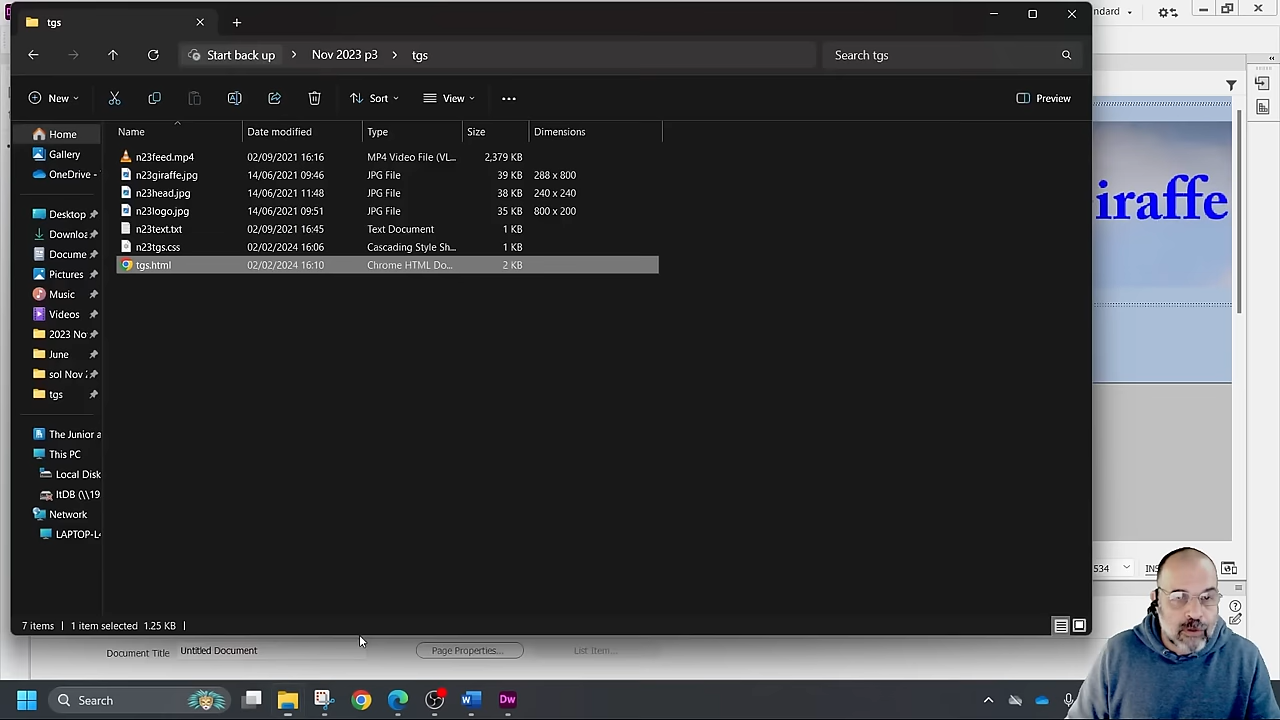 tgs
ndard
Start back up
Nov 2023 p3
tgs
Search tgs
New
Sort
View
Preview
Name
Date modified
Type
Size
Dimensions
n23feed.mp4
02/09/2021 16:16
MP4 Video File (VL...
2,379 KB
n23giraffe.jpg
14/06/2021 09:46
JPG File
39 KB
288 x 800
n23head.jpg
14/06/2021 11:48
JPG File
38 KB
240 x 240
n23logo.jpg
14/06/2021 09:51
JPG File
35 KB
800 x 200
n23text.txt
02/09/2021 16:45
Text Document
1 KB
n23tgs.css
02/02/2024 16:06
Cascading Style Sh...
1 KB
tgs.html
02/02/2024 16:10
Chrome HTML Do...
2 KB
Home
Gallery
OneDrive -
Desktop
Downloa
Docume
Pictures
Music
Videos
2023 No
June
sol Nov 2
tgs
The Junior a
This PC
Local Disk
ItDB (\\19
Network
LAPTOP-L4
iraffe
534
INS
7 items
1 item selected 1.25 KB
Document Title
Untitled Document
Page Properties...
List Item...
Search
W
Dw